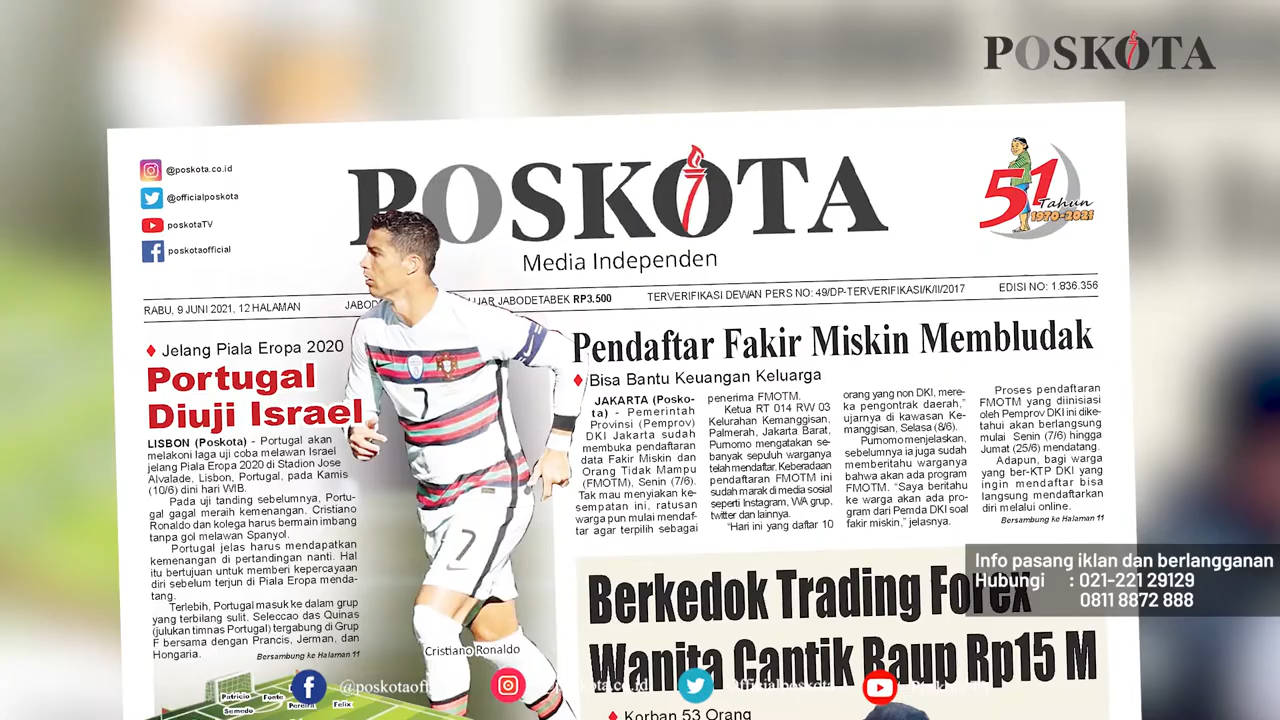 POSKOTA
@poskota.co.id
@officialposkota
poskotaTV
poskotaofficial
POSKOTA
Media Independen
51
Tahun
1970-2021
RABU, 9 JUNI 2021, 12 HALAMAN
LUAR JABODETABEK RP3.500
TERVERIFIKASI DEWAN PERS NO: 49/DP-TERVERIFIKASI/K/II/2017
EDISI NO: 1.836.356
Jelang Piala Eropa 2020
Portugal
Diuji Israel
LISBON (Poskota) - Portugal akan
melakoni laga uji coba melawan Israel
jelang Piala Eropa 2020 di Stadion Jose
Alvalade, Lisbon, Portugal, pada Kamis
(10/6) dini hari WIB.
Pada uji tanding sebelumnya, Portu-
gal gagal meraih kemenangan. Cristiano
Ronaldo dan kolega harus bermain imbang
tanpa gol melawan Spanyol.
Portugal jelas harus mendapatkan
kemenangan di pertandingan nanti. Hal
itu bertujuan untuk memberi kepercayaan
diri sebelum terjun di Piala Eropa menda-
tang.
Terlebih, Portugal masuk ke dalam grup
yang terbilang sulit. Seleccao das Quinas
(julukan timnas Portugal) tergabung di Grup
F bersama dengan Prancis, Jerman, dan
Hongaria.
Bersambung ke Halaman 11
7
7
Cristiano Ronaldo
Pendaftar Fakir Miskin Membludak
Bisa Bantu Keuangan Keluarga
JAKARTA (Posko-
ta) - Pemerintah
Provinsi (Pemprov)
DKI Jakarta sudah
membuka pendaftaran
data Fakir Miskin dan
Orang Tidak Mampu
(FMOTM), Senin (7/6).
Tak mau menyiakan ke-
sempatan ini, ratusan
warga pun mulai mendaf-
tar agar terpilih sebagai
penerima FMOTM.
Ketua RT 014 RW 03
Kelurahan Kemanggisan,
Palmerah, Jakarta Barat,
Purnomo mengatakan se-
banyak sepuluh warganya
telah mendaftar. Keberadaan
pendaftaran FMOTM ini
sudah marak di media sosial
seperti Instagram, WA grup,
twitter dan lainnya.
"Hari ini yang daftar 10
orang yang non DKI, mere-
ka pengontrak daerah,"
ujarnya di kawasan Ke-
manggisan, Selasa (8/6).
Purnomo menjelaskan,
sebelumnya ia juga sudah
memberitahu warganya
bahwa akan ada program
FMOTM. "Saya beritahu
ke warga akan ada pro-
gram dari Pemda DKI soal
fakir miskin," jelasnya.
Proses pendaftaran
FMOTM yang diinisiasi
oleh Pemprov DKI ini dike-
tahui akan berlangsung
mulai Senin (7/6) hingga
Jumat (25/6) mendatang.
Adapun, bagi warga
yang ber-KTP DKI yang
ingin mendaftar bisa
langsung mendaftarkan
diri melalui online.
Bersambung ke Halaman 11
Berkedok Trading Forex
Wanita Cantik Raup Rp15 M
Korban 53 Orang
Info pasang iklan dan berlangganan
Hubungi : 021-221 29129
0811 8872 888
Patricio
Fonte
Semedo
Pereira
Felix